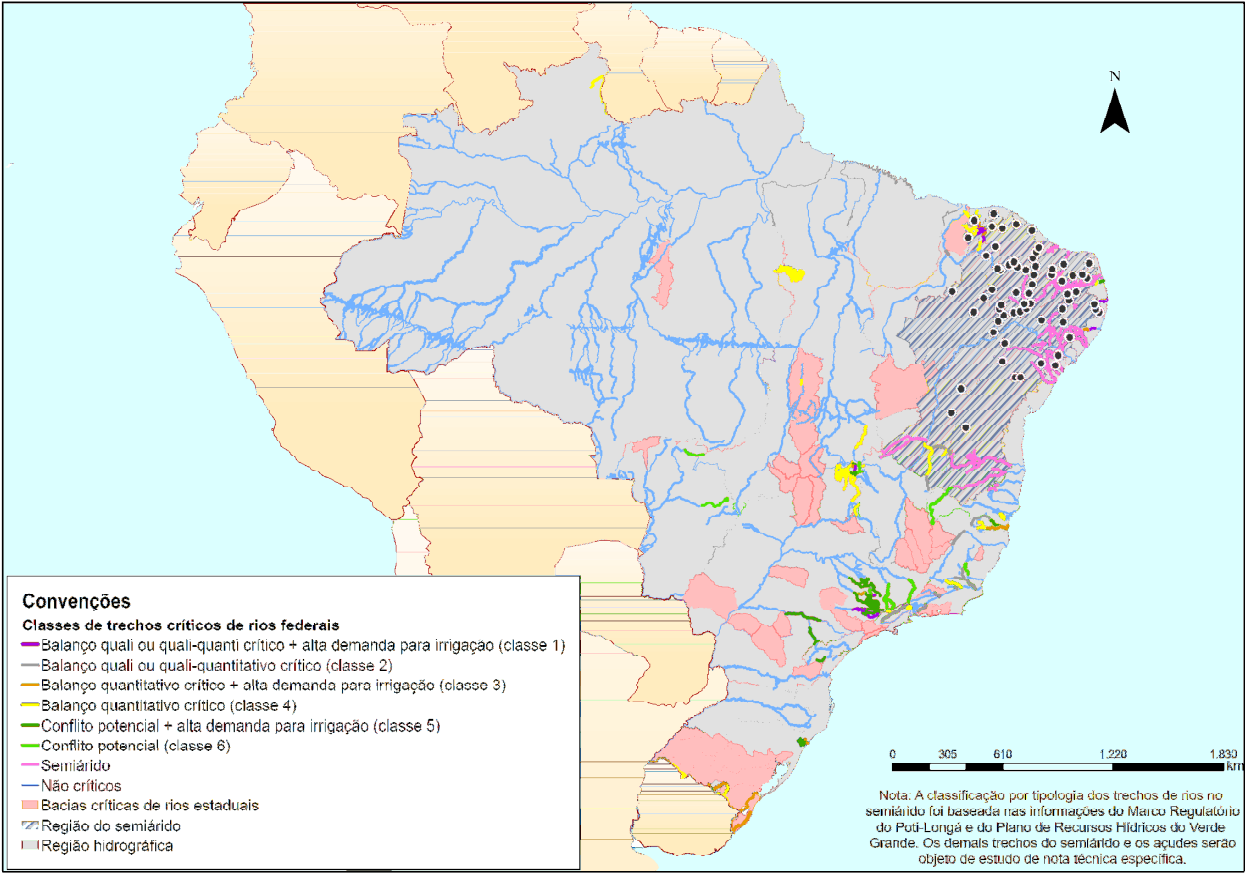 N
Convenções
Classes de trechos críticos de rios federais
Balanço quali ou quali-quanti crítico + alta demanda para irrigação (classe 1)
Balanço quali ou quali-quantitativo crítico (classe 2)
Balanço quantitativo crítico + alta demanda para irrigação (classe 3)
Balanço quantitativo crítico (classe 4)
Conflito potencial + alta demanda para irrigação (classe 5)
Conflito potencial (classe 6)
Semiárido
Não críticos
Bacias críticas de rios estaduais
Região do semiárido
Região hidrográfica
0 305 610 1,220 1,830
km
Nota: A classificação por tipologia dos trechos de rios no
semiárido foi baseada nas informações do Marco Regulatório
do Poti-Longá e do Plano de Recursos Hídricos do Verde
Grande. Os demais trechos do semiárido e os açudes serão
objeto de estudo de nota técnica específica.